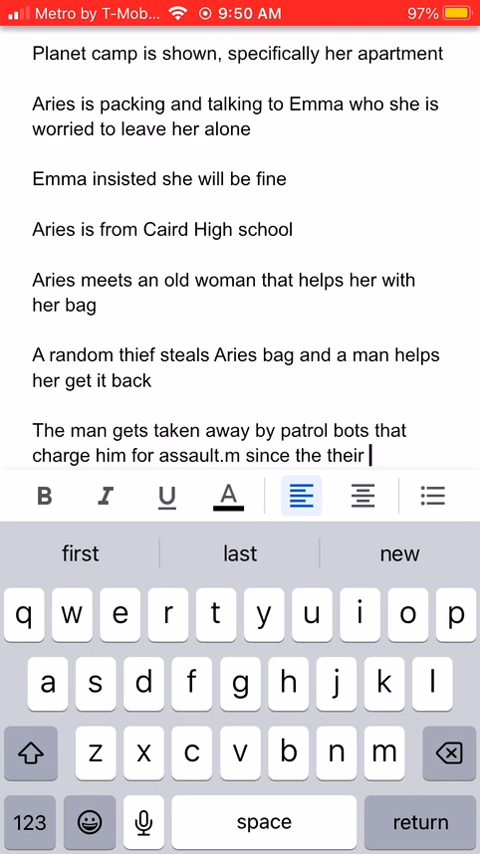 Metro by T-Mob... 9:50 AM 97%
Planet camp is shown, specifically her apartment
Aries is packing and talking to Emma who she is
worried to leave her alone
Emma insisted she will be fine
Aries is from Caird High school
Aries meets an old woman that helps her with
her bag
A random thief steals Aries bag and a man helps
her get it back
The man gets taken away by patrol bots that
charge him for assault.m since the their
B I U A
first last new
q w e r t y u i o p
a s d f g h j k l
z x c v b n m
123 space return